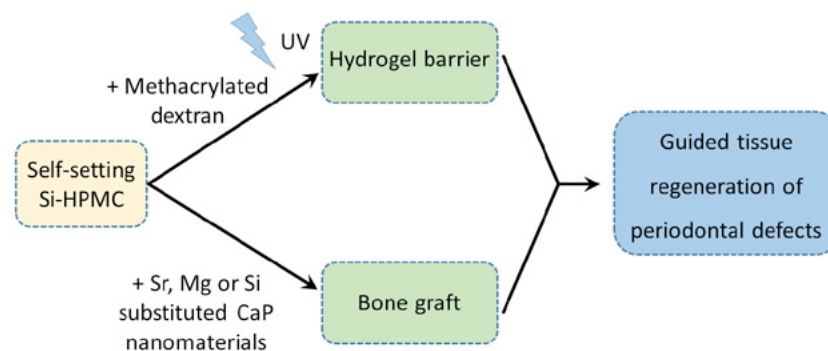 UV
+ Methacrylated
dextran
Hydrogel barrier
Self-setting
Si-HPMC
+ Sr, Mg or Si
substituted CaP
nanomaterials
Bone graft
Guided tissue
regeneration of
periodontal defects